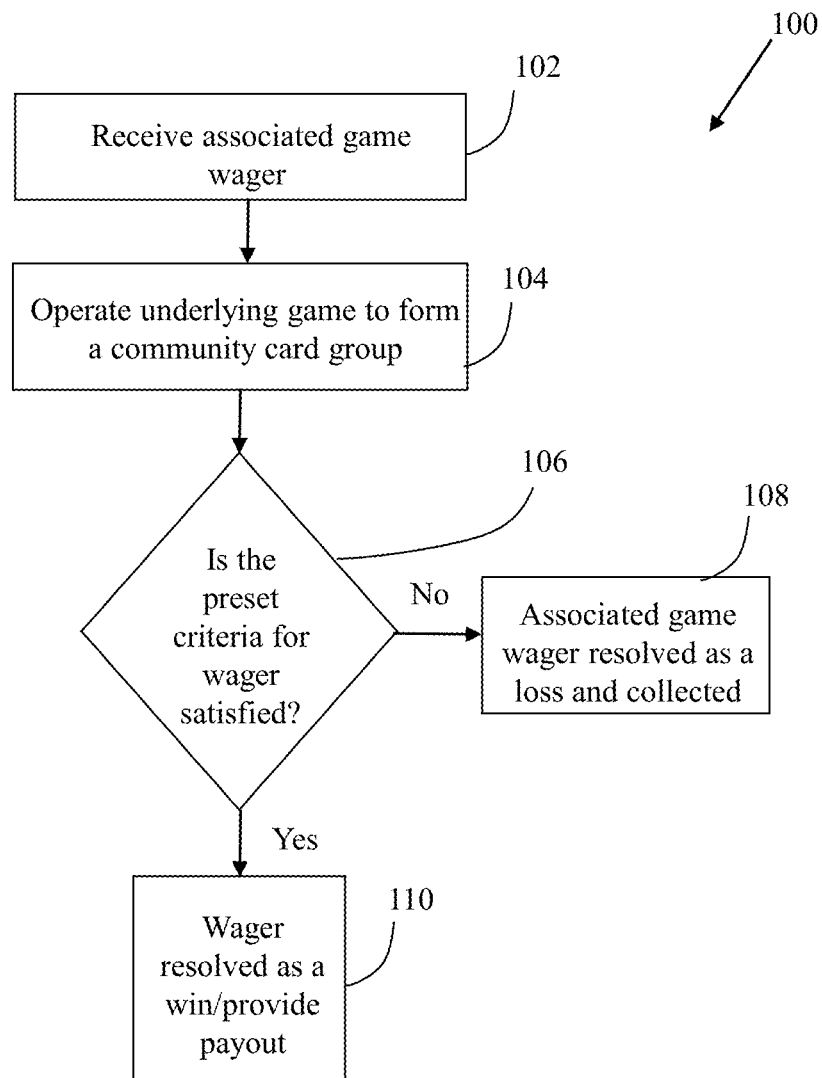 100
102
Receive associated game
wager
104
Operate underlying game to form
a community card group
106
Is the
preset
criteria for
wager
satisfied?
No
108
Associated game
wager resolved as a
loss and collected
Yes
110
Wager
resolved as a
win/provide
payout